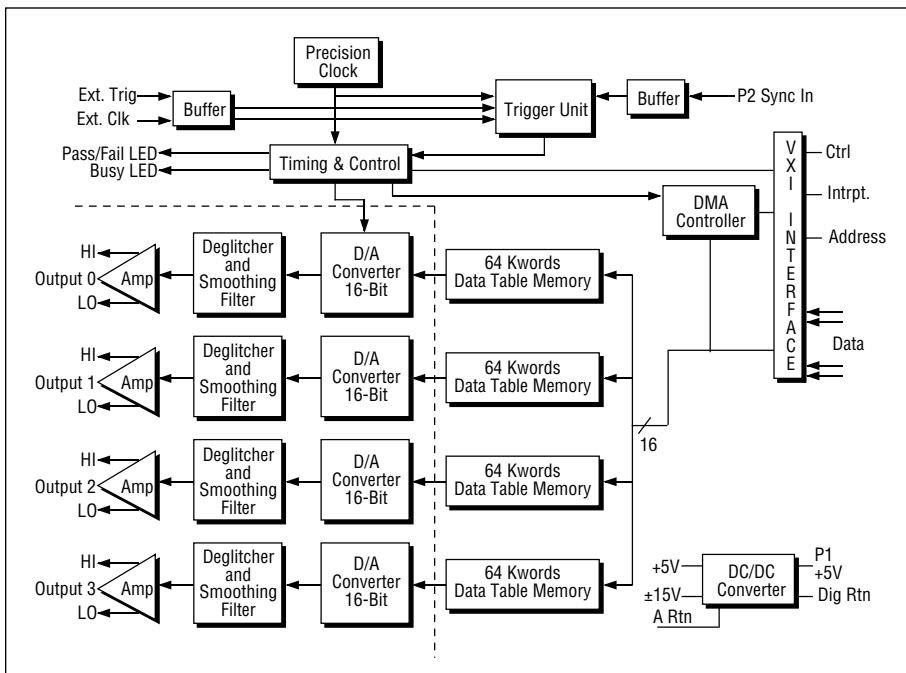 Precision
Clock
Ext. Trig
Ext. Clk
Buffer
Trigger Unit
Buffer
P2 Sync In
Pass/Fail LED
Busy LED
Timing & Control
VXI INTERFACE
Ctrl
Intrpt.
Address
Data
DMA
Controller
HI
Output 0
LO
Amp
Deglitcher
and
Smoothing
Filter
D/A
Converter
16-Bit
64 Kwords
Data Table Memory
HI
Output 1
LO
Amp
Deglitcher
and
Smoothing
Filter
D/A
Converter
16-Bit
64 Kwords
Data Table Memory
16
HI
Output 2
LO
Amp
Deglitcher
and
Smoothing
Filter
D/A
Converter
16-Bit
64 Kwords
Data Table Memory
HI
Output 3
LO
Amp
Deglitcher
and
Smoothing
Filter
D/A
Converter
16-Bit
64 Kwords
Data Table Memory
+5V
±15V
A Rtn
DC/DC
Converter
P1
+5V
Dig Rtn